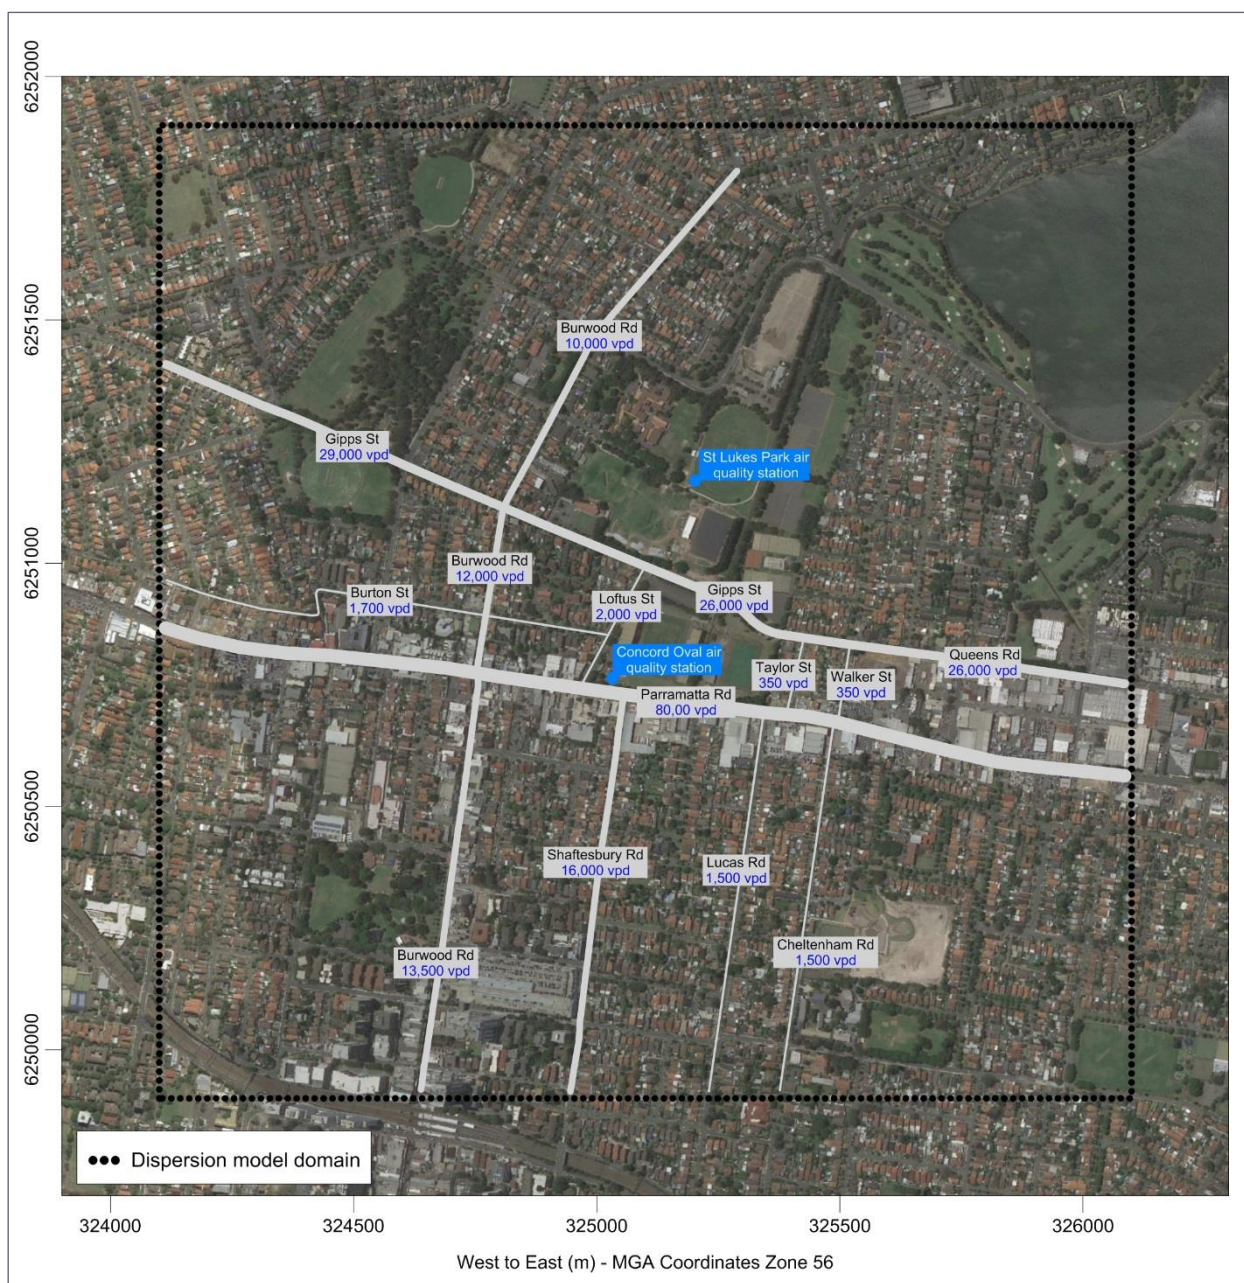 6252000
6251500
6251000
6250500
6250000
Burwood Rd
10,000 vpd
Gipps St
29,000 vpd
St Lukes Park air
quality station
Burwood Rd
12,000 vpd
Burton St
1,700 vpd
Loftus St
2,000 vpd
Gipps St
26,000 vpd
Concord Oval air
quality station
Taylor St
350 vpd
Walker St
350 vpd
Queens Rd
26,000 vpd
Parramatta Rd
80,00 vpd
Shaftesbury Rd
16,000 vpd
Lucas Rd
1,500 vpd
Burwood Rd
13,500 vpd
Cheltenham Rd
1,500 vpd
Dispersion model domain
324000 324500 325000 325500 326000
West to East (m) - MGA Coordinates Zone 56